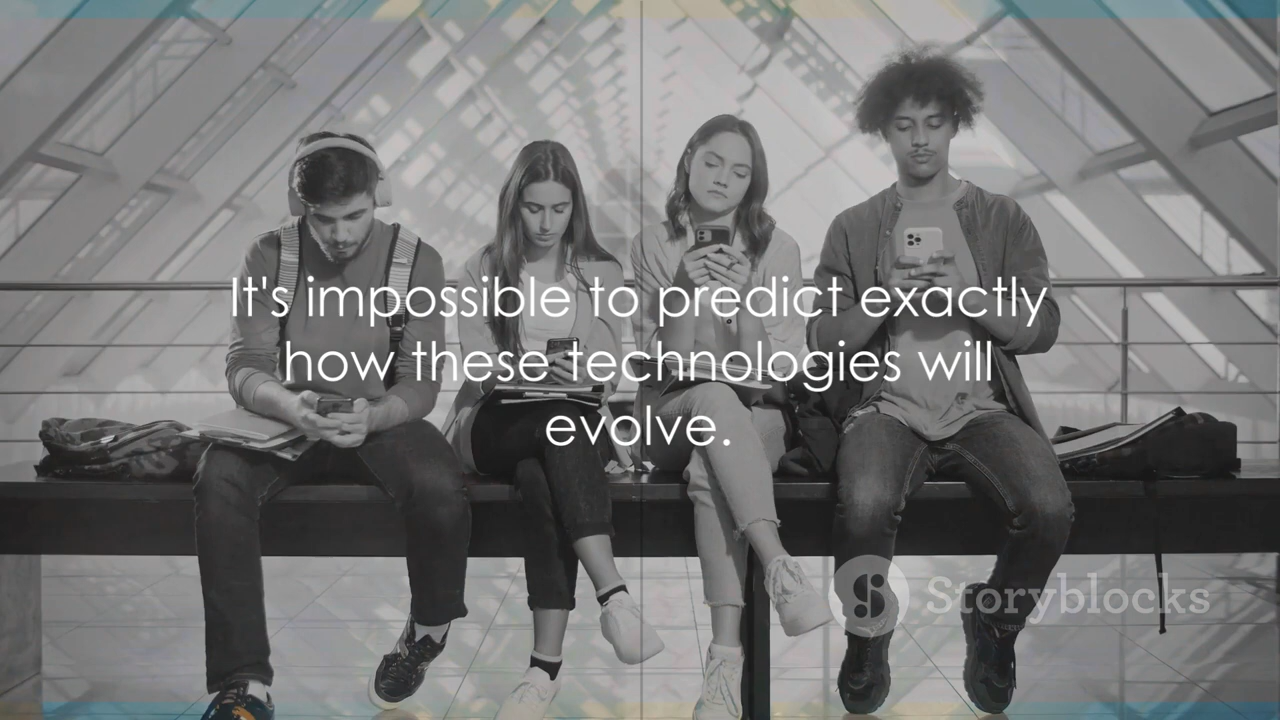 It's impossible to predict exactly
how these technologies will
evolve.
Storyblocks